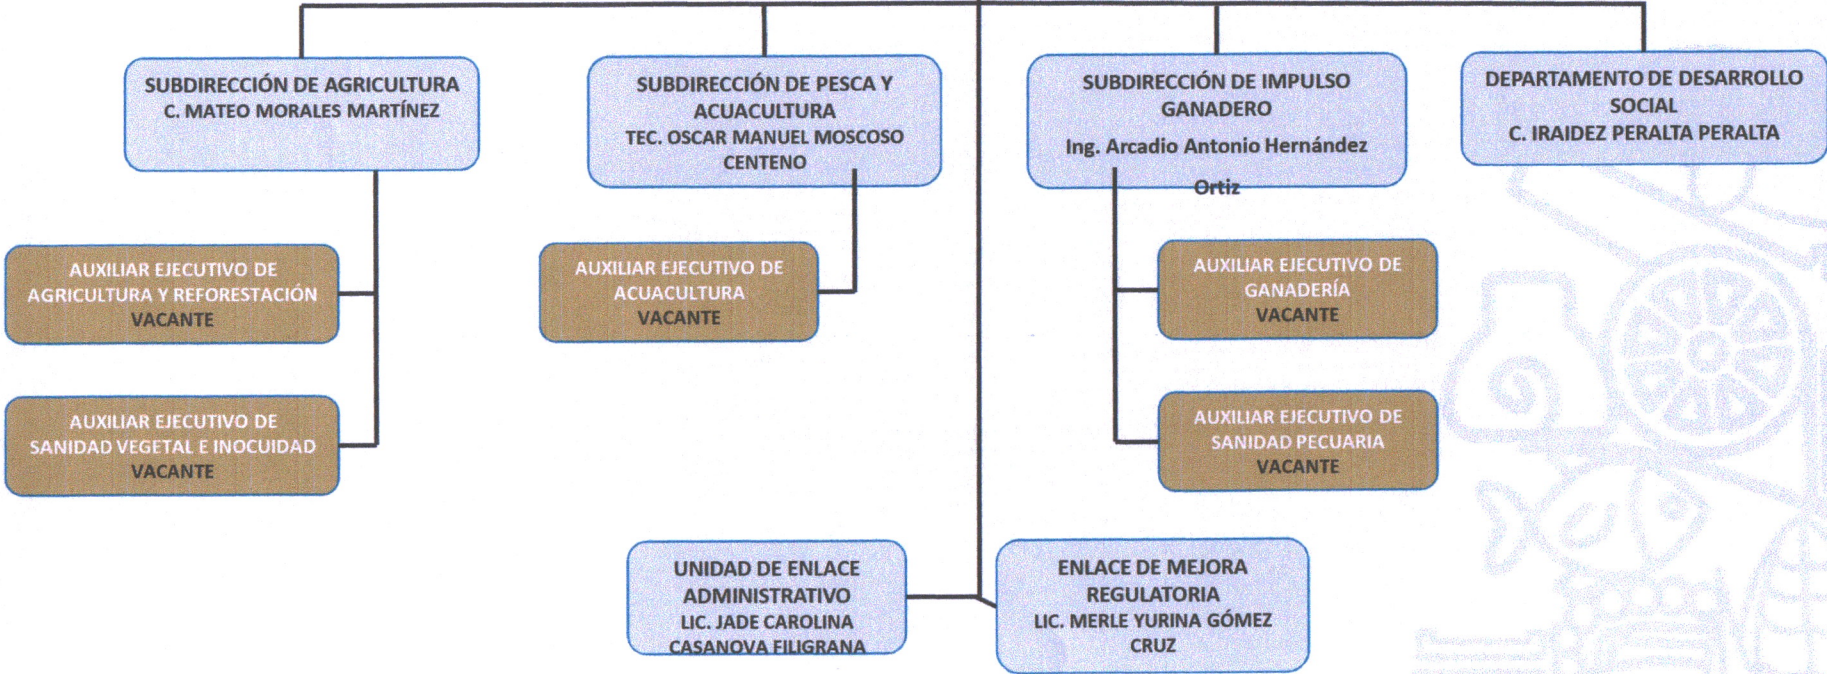 SUBDIRECCIÓN DE AGRICULTURA
C. MATEO MORALES MARTÍNEZ
SUBDIRECCIÓN DE PESCA Y
ACUACULTURA
TEC. OSCAR MANUEL MOSCOSO
CENTENO
SUBDIRECCIÓN DE IMPULSO
GANADERO
Ing. Arcadio Antonio Hernández
Ortiz
DEPARTAMENTO DE DESARROLLO
SOCIAL
C. IRAIDEZ PERALTA PERALTA
AUXILIAR EJECUTIVO DE
AGRICULTURA Y REFORESTACIÓN
VACANTE
AUXILIAR EJECUTIVO DE
ACUACULTURA
VACANTE
AUXILIAR EJECUTIVO DE
GANADERÍA
VACANTE
AUXILIAR EJECUTIVO DE
SANIDAD VEGETAL E INOCUIDAD
VACANTE
AUXILIAR EJECUTIVO DE
SANIDAD PECUARIA
VACANTE
UNIDAD DE ENLACE
ADMINISTRATIVO
LIC. JADE CAROLINA
CASANOVA FILIGRANA
ENLACE DE MEJORA
REGULATORIA
LIC. MERLE YURINA GÓMEZ
CRUZ